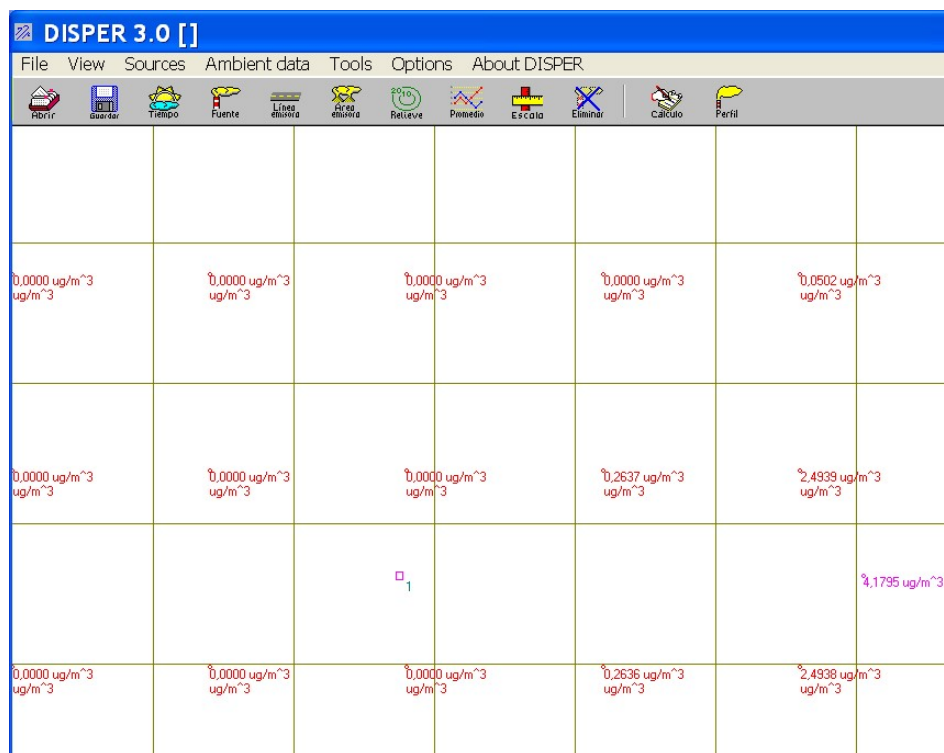 DISPER 3.0 []
File View Sources Ambient data Tools Options About DISPER
Abrir Guardar Tiempo Fuente Línea emisora Area emisora 2010 Relieve Promedio Escala Eliminar Cálculo Perfil
0,0000 ug/m^3 0,0000 ug/m^3 0,0000 ug/m^3 0,0000 ug/m^3 0,0502 ug/m^3
ug/m^3 ug/m^3 ug/m^3 ug/m^3 ug/m^3
0,0000 ug/m^3 0,0000 ug/m^3 0,0000 ug/m^3 0,2637 ug/m^3 2,4939 ug/m^3
ug/m^3 ug/m^3 ug/m^3 ug/m^3 ug/m^3
1 4,1795 ug/m^3
0,0000 ug/m^3 0,0000 ug/m^3 0,0000 ug/m^3 0,2636 ug/m^3 2,4938 ug/m^3
ug/m^3 ug/m^3 ug/m^3 ug/m^3 ug/m^3